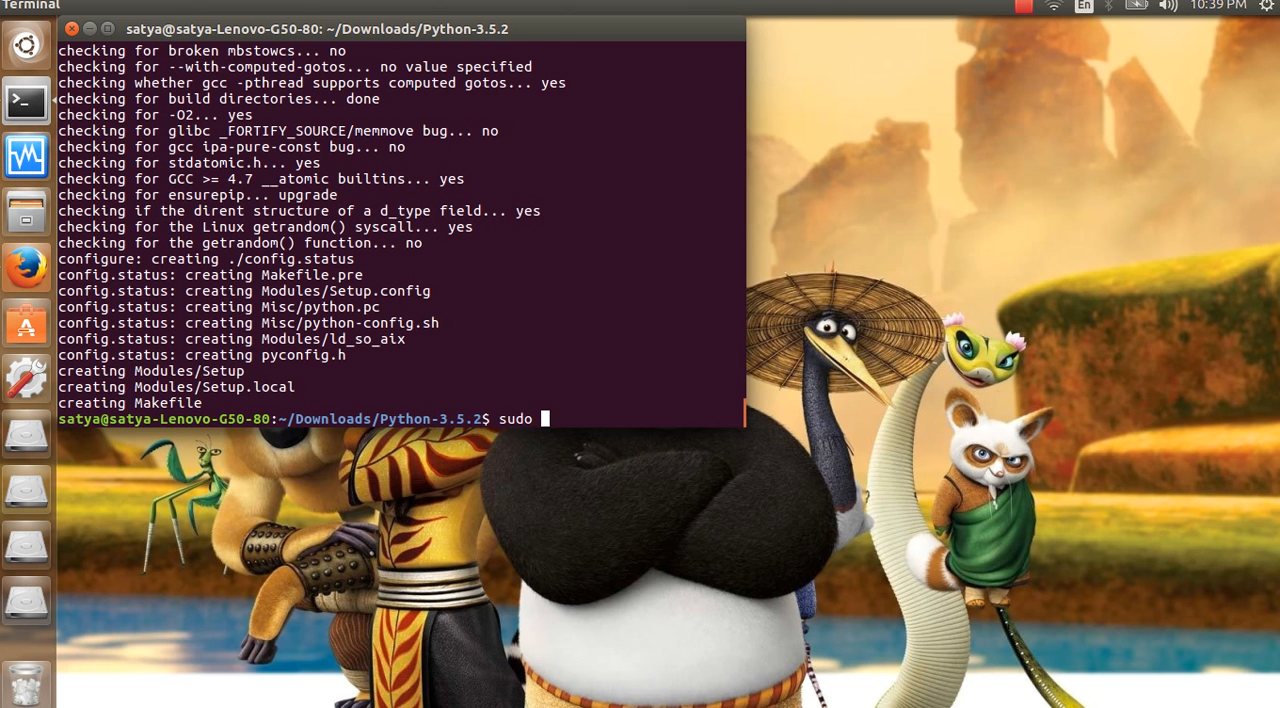 Terminal
En
10:39 PM
satya@satya-Lenovo-G50-80: ~/Downloads/Python-3.5.2
checking for broken mbstowcs... no
checking for --with-computed-gotos... no value specified
checking whether gcc -pthread supports computed gotos... yes
checking for build directories... done
checking for -O2... yes
checking for glibc _FORTIFY_SOURCE/memmove bug... no
checking for gcc ipa-pure-const bug... no
checking for stdatomic.h... yes
checking for GCC >= 4.7 __atomic builtins... yes
checking for ensurepip... upgrade
checking if the dirent structure of a d_type field... yes
checking for the Linux getrandom() syscall... yes
checking for the getrandom() function... no
configure: creating ./config.status
config.status: creating Makefile.pre
config.status: creating Modules/Setup.config
config.status: creating Misc/python.pc
config.status: creating Misc/python-config.sh
config.status: creating Modules/ld_so_aix
config.status: creating pyconfig.h
creating Modules/Setup
creating Modules/Setup.local
creating Makefile
satya@satya-Lenovo-G50-80:~/Downloads/Python-3.5.2$ sudo